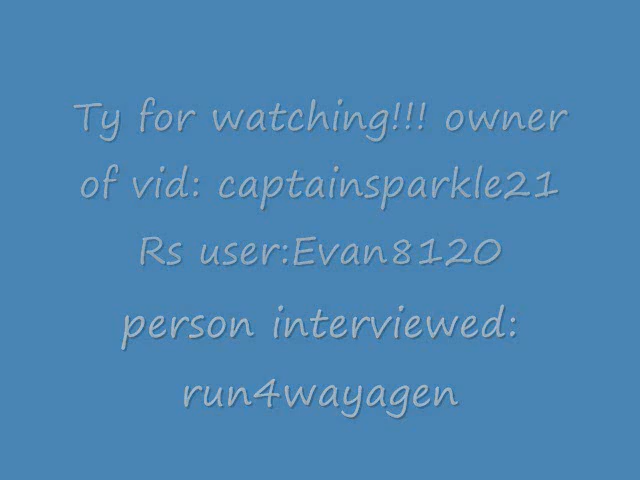 Ty for watching!!! owner
of vid: captainsparkle21
Rs user:Evan8120
person interviewed:
run4wayagen